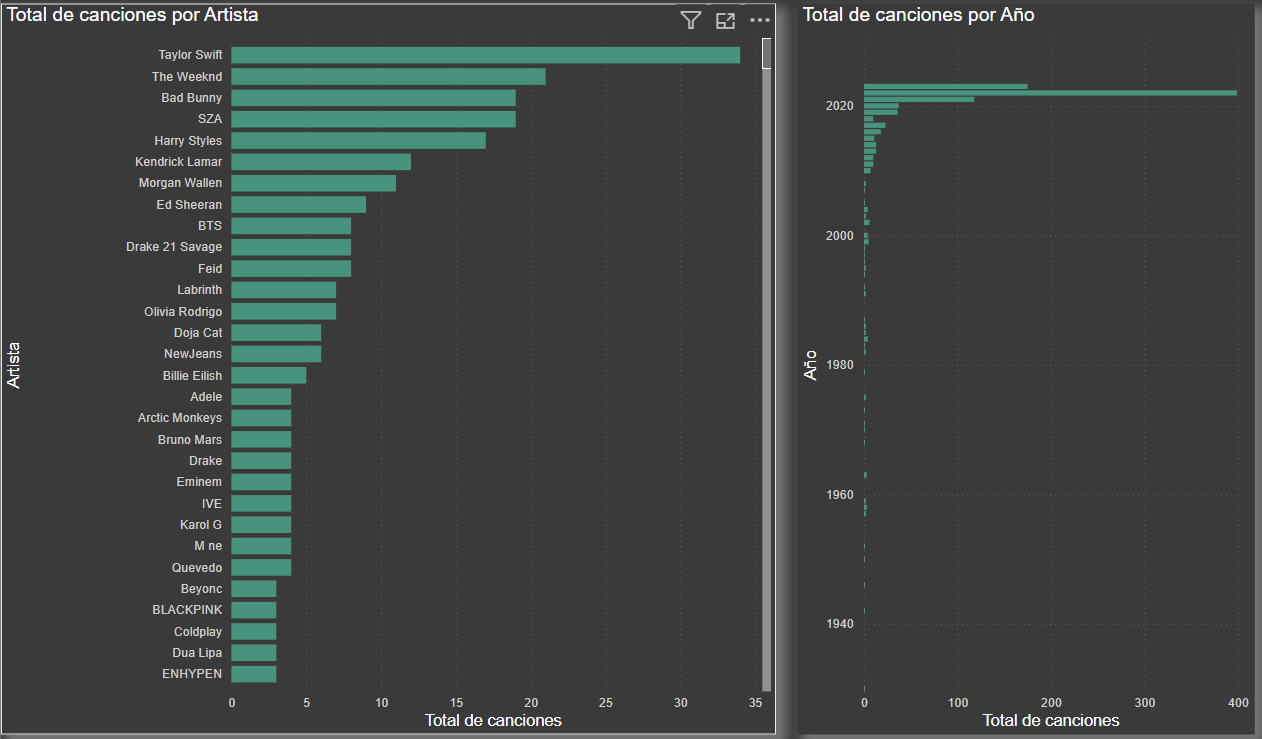 Total de canciones por Artista
Taylor Swift
The Weeknd
Bad Bunny
SZA
Harry Styles
Kendrick Lamar
Morgan Wallen
Ed Sheeran
BTS
Drake 21 Savage
Feid
Labrinth
Olivia Rodrigo
Doja Cat
NewJeans
Billie Eilish
Adele
Arctic Monkeys
Bruno Mars
Drake
Eminem
IVE
Karol G
M ne
Quevedo
Beyonc
BLACKPINK
Coldplay
Dua Lipa
ENHYPEN
Artista
0 5 10 15 20 25 30 35
Total de canciones
Total de canciones por Año
2020
2000
1980
1960
1940
Año
0 100 200 300 400
Total de canciones